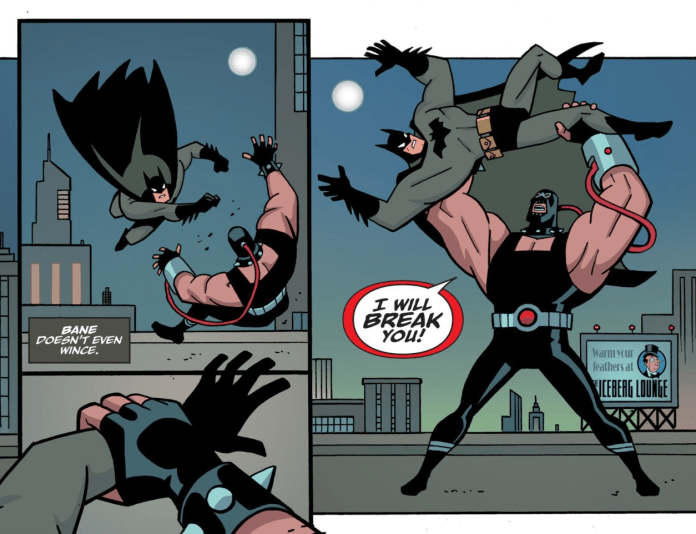 BANE
DOESN'T EVEN
WINCE.
I WILL
BREAK
YOU!
Warm your
feathers at
ICEBERG LOUNGE